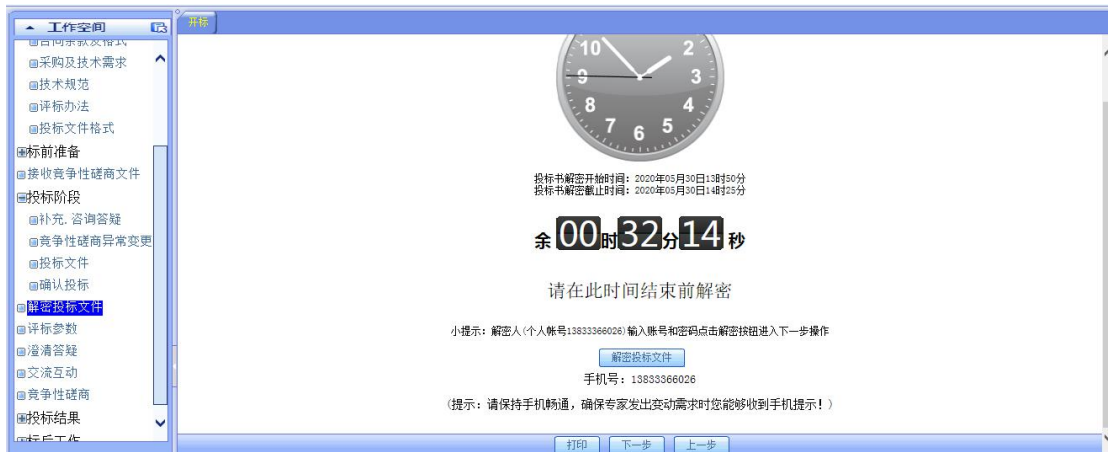 工作空间
合同条款及格式
采购及技术需求
技术规范
评标办法
投标文件格式
标前准备
接收竞争性磋商文件
投标阶段
补充.咨询答疑
竞争性磋商异常变更
投标文件
确认投标
解密投标文件
评标参数
澄清答疑
交流互动
竞争性磋商
投标结果
标后工作
开标
10
2
9
3
8
4
7
6
5
投标书解密开始时间：2020年05月30日13时50分
投标书解密截止时间：2020年05月30日14时25分
余00时32分14秒
请在此时间结束前解密
小提示：解密人(个人帐号13833366026)输入账号和密码点击解密按钮进入下一步操作
解密投标文件
手机号：13833366026
(提示：请保持手机畅通，确保专家发出变动需求时您能够收到手机提示！)
打印
下一步
上一步